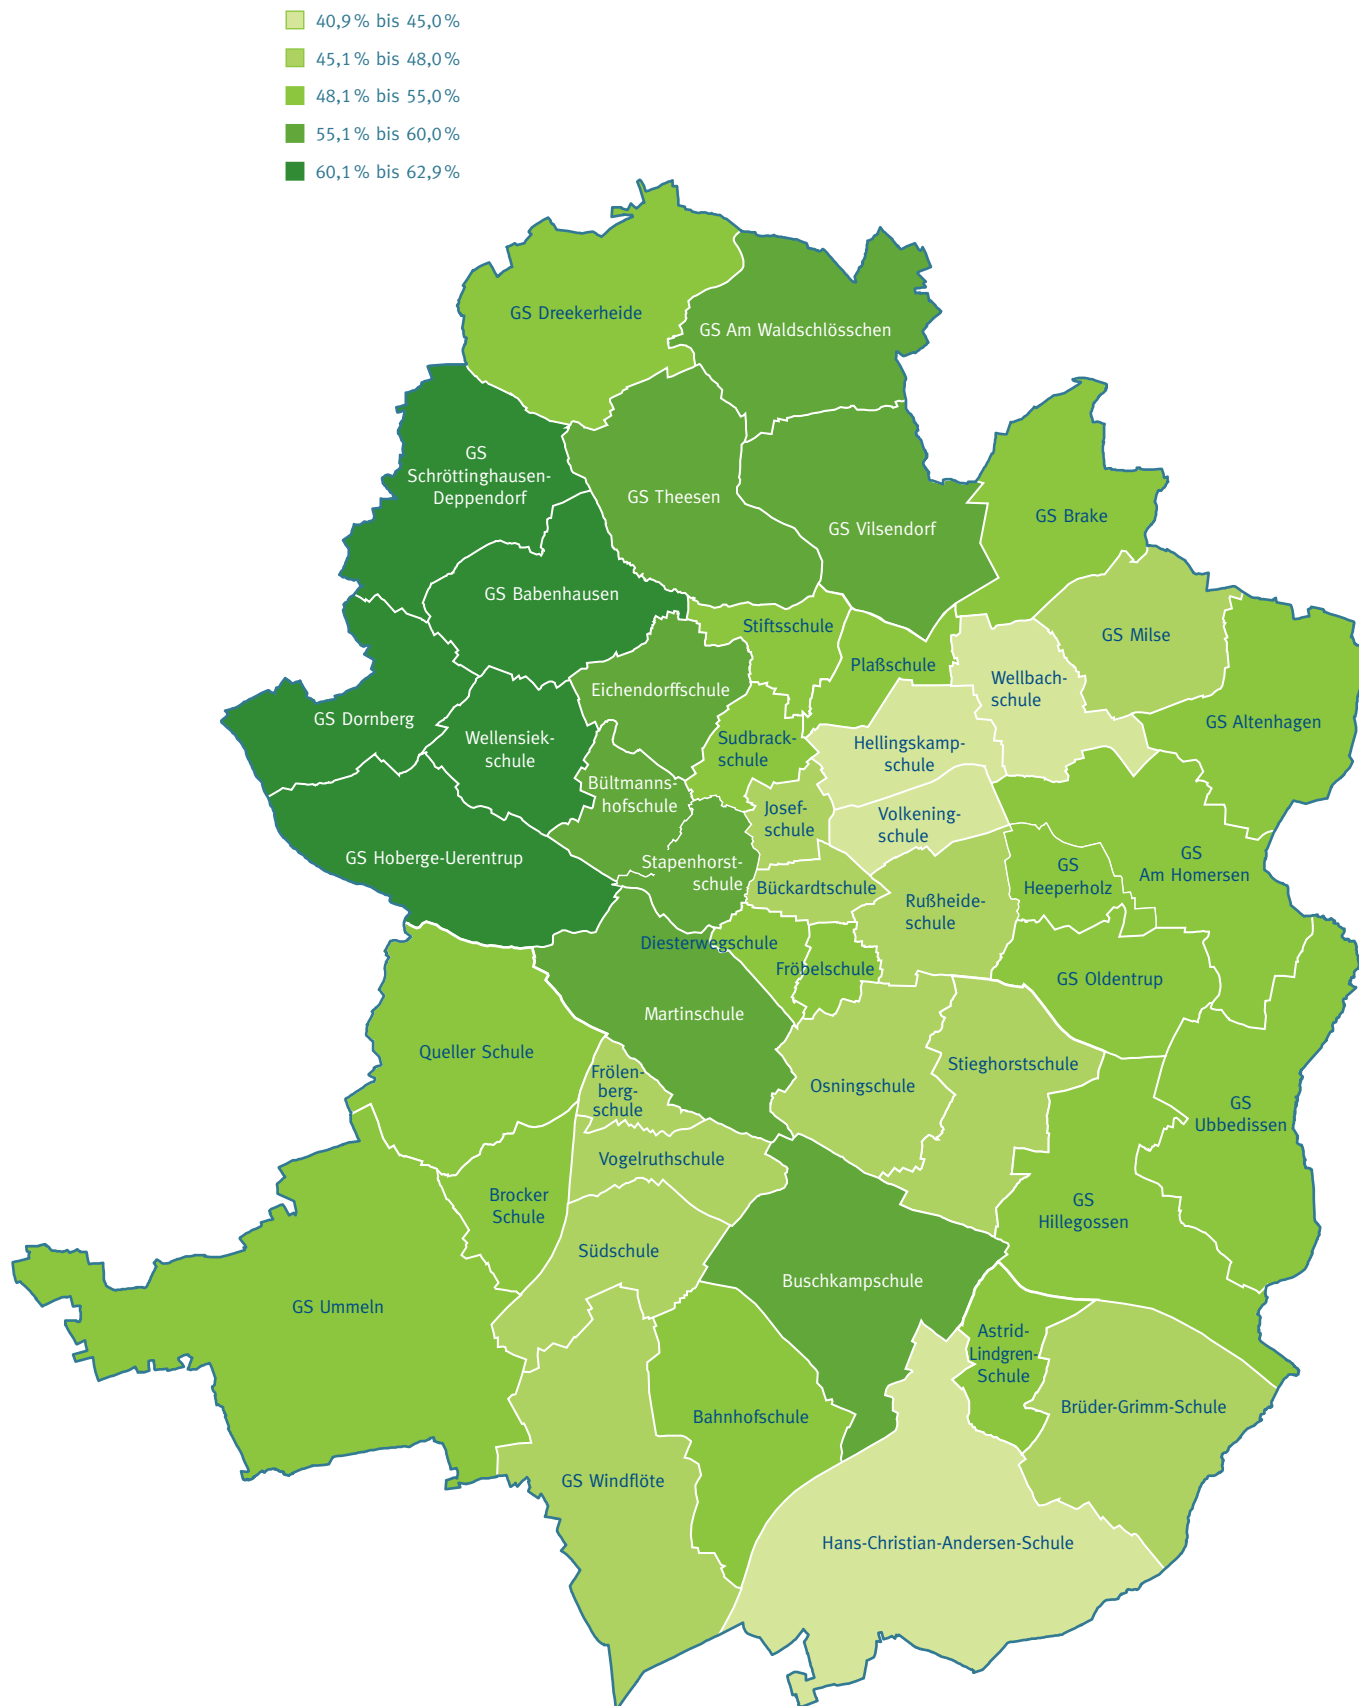 40,9 % bis 45,0 %
45,1 % bis 48,0 %
48,1 % bis 55,0 %
55,1 % bis 60,0 %
60,1 % bis 62,9 %
GS Dreekerheide
GS Am Waldschlösschen
GS
Schröttinghausen-
Deppendorf
GS Theesen
GS Vilsendorf
GS Brake
GS Babenhausen
Stiftsschule
GS Milse
Plaßschule
Wellbach-
schule
Eichendorffschule
GS Dornberg
GS Altenhagen
Wellensiek-
schule
Sudbrack-
schule
Hellingskamp-
schule
Bültmanns-
hofschule
Josef-
schule
Volkening-
schule
GS Hoberge-Uerentrup
Stapenhorst-
schule
GS
Heeperholz
GS
Am Homersen
Bückardtschule
Rußheide-
schule
Diesterwegschule
Fröbelschule
GS Oldentrup
Martinschule
Queller Schule
Frölen-
berg-
schule
Osningschule
Stieghorstschule
GS
Ubbedissen
Vogelruthschule
Brocker
Schule
GS
Hillegossen
Südschule
Buschkampschule
GS Ummeln
Astrid-
Lindgren-
Schule
Bahnhofschule
Brüder-Grimm-Schule
GS Windflöte
Hans-Christian-Andersen-Schule